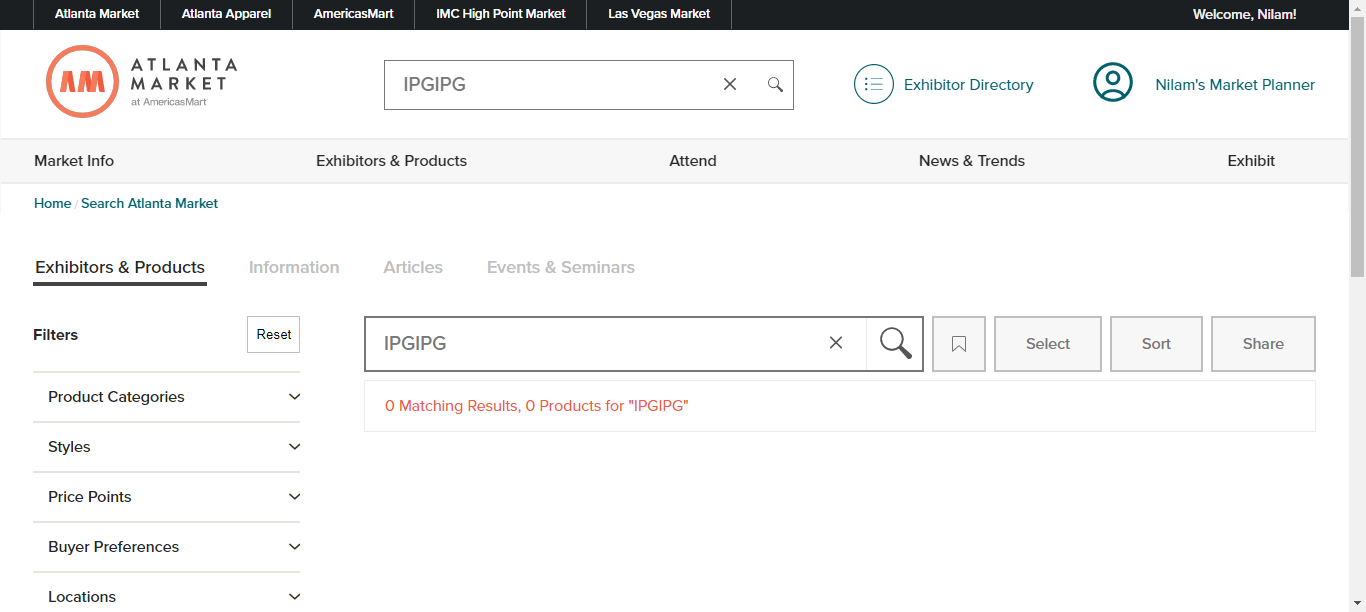 Atlanta Market Atlanta Apparel AmericasMart IMC High Point Market Las Vegas Market Welcome, Nilam!
AM ATLANTA
MARKET
at AmericasMart
IPGIPG
Exhibitor Directory
Nilam's Market Planner
Market Info Exhibitors & Products Attend News & Trends Exhibit
Home / Search Atlanta Market
Exhibitors & Products Information Articles Events & Seminars
Filters Reset
IPGIPG Select Sort Share
0 Matching Results, 0 Products for "IPGIPG"
Product Categories
Styles
Price Points
Buyer Preferences
Locations